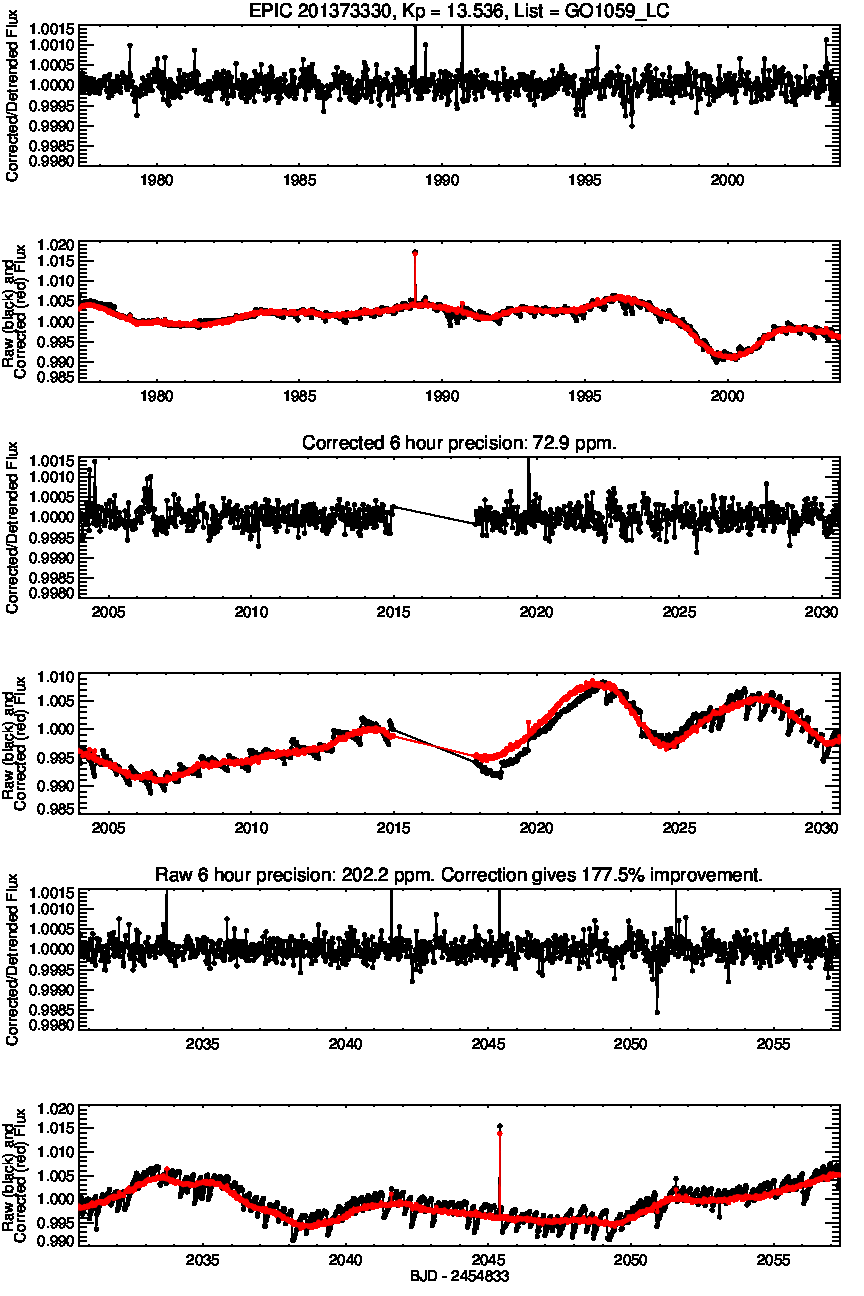 EPIC 201373330, Kp = 13.536, List = GO1059_LC
Corrected/Detrended Flux
1.0015
1.0010
1.0005
1.0000
0.9995
0.9990
0.9985
0.9980
1980 1985 1990 1995 2000
Raw (black) and
Corrected (red) Flux
1.020
1.015
1.010
1.005
1.000
0.995
0.990
0.985
1980 1985 1990 1995 2000
Corrected 6 hour precision: 72.9 ppm.
Corrected/Detrended Flux
1.0015
1.0010
1.0005
1.0000
0.9995
0.9990
0.9985
0.9980
2005 2010 2015 2020 2025 2030
Raw (black) and
Corrected (red) Flux
1.010
1.005
1.000
0.995
0.990
0.985
2005 2010 2015 2020 2025 2030
Raw 6 hour precision: 202.2 ppm. Correction gives 177.5% improvement.
Corrected/Detrended Flux
1.0015
1.0010
1.0005
1.0000
0.9995
0.9990
0.9985
0.9980
2035 2040 2045 2050 2055
Raw (black) and
Corrected (red) Flux
1.020
1.015
1.010
1.005
1.000
0.995
0.990
2035 2040 2045 2050 2055
BJD - 2454833